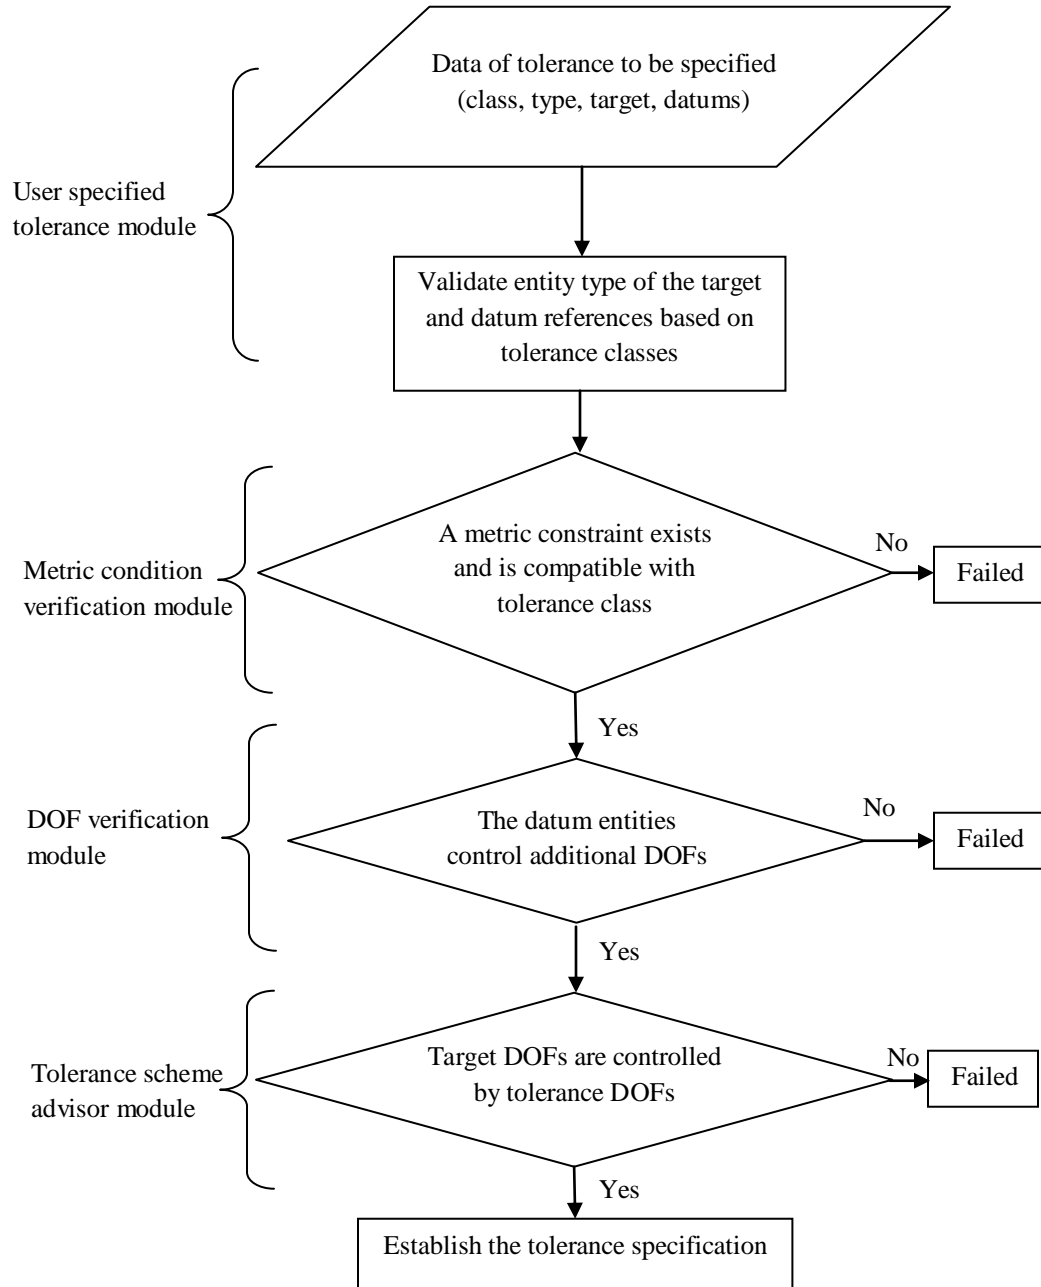 Data of tolerance to be specified
(class, type, target, datums)
User specified
tolerance module
Validate entity type of the target
and datum references based on
tolerance classes
A metric constraint exists
and is compatible with
tolerance class
No
Failed
Metric condition
verification module
Yes
The datum entities
control additional DOFs
No
Failed
DOF verification
module
Yes
Target DOFs are controlled
by tolerance DOFs
No
Failed
Tolerance scheme
advisor module
Yes
Establish the tolerance specification